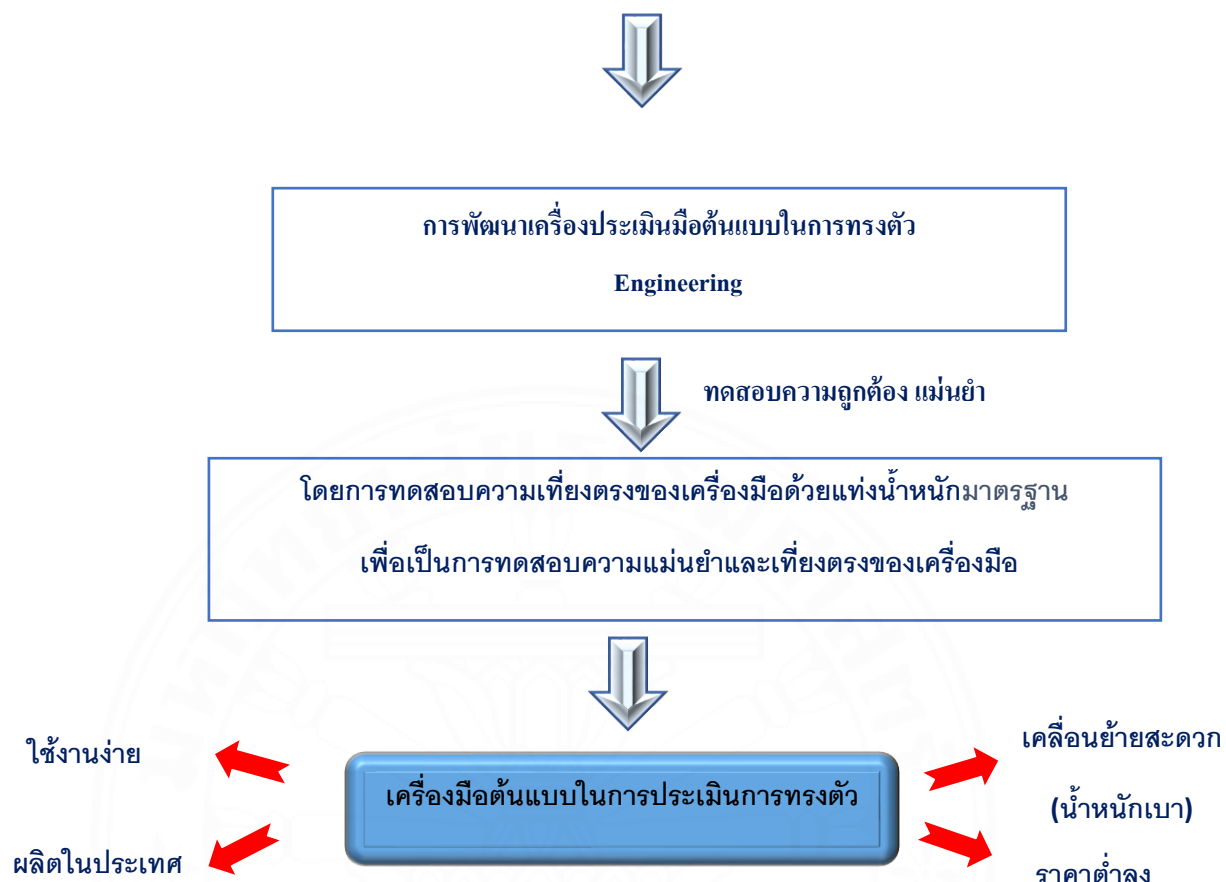 การพัฒนาเครื่องประเมินมือต้นแบบในการทรงตัว
Engineering
ทดสอบความถูกต้อง แม่นยำ
โดยการทดสอบความเที่ยงตรงของเครื่องมือด้วยแท่งน้ำหนักมาตรฐาน
เพื่อเป็นการทดสอบความแม่นยำและเที่ยงตรงของเครื่องมือ
ใช้งานง่าย
เคลื่อนย้ายสะดวก
(น้ำหนักเบา)
เครื่องมือต้นแบบในการประเมินการทรงตัว
ผลิตในประเทศ
ราคาต่ำลง